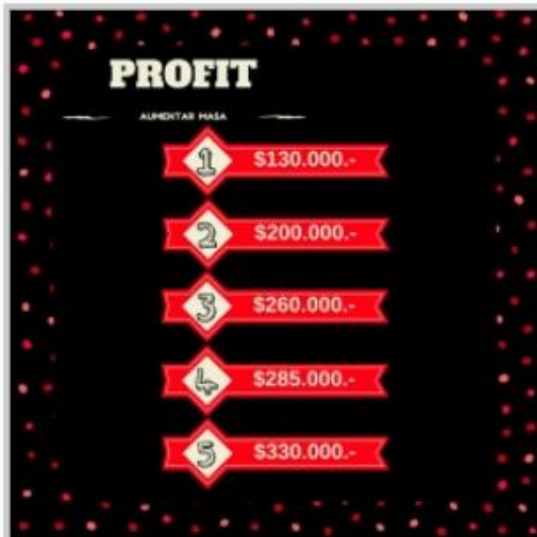 PROFIT
AUMENTAR MASA
1 $130.000.-
2 $200.000.-
3 $260.000.-
4 $285.000.-
5 $330.000.-